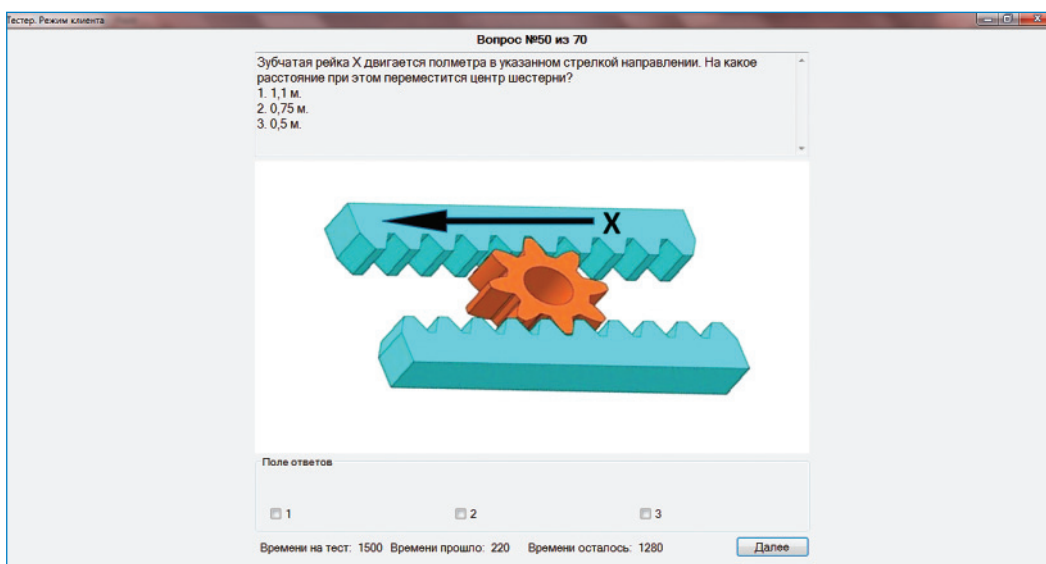 Тестер. Режим клиента
Вопрос №50 из 70
Зубчатая рейка X двигается полметра в указанном стрелкой направлении. На какое
расстояние при этом переместится центр шестерни?
1. 1,1 м.
2. 0,75 м.
3. 0,5 м.
X
Поле ответов
1 2 3
Времени на тест: 1500 Времени прошло: 220 Времени осталось: 1280 Далее